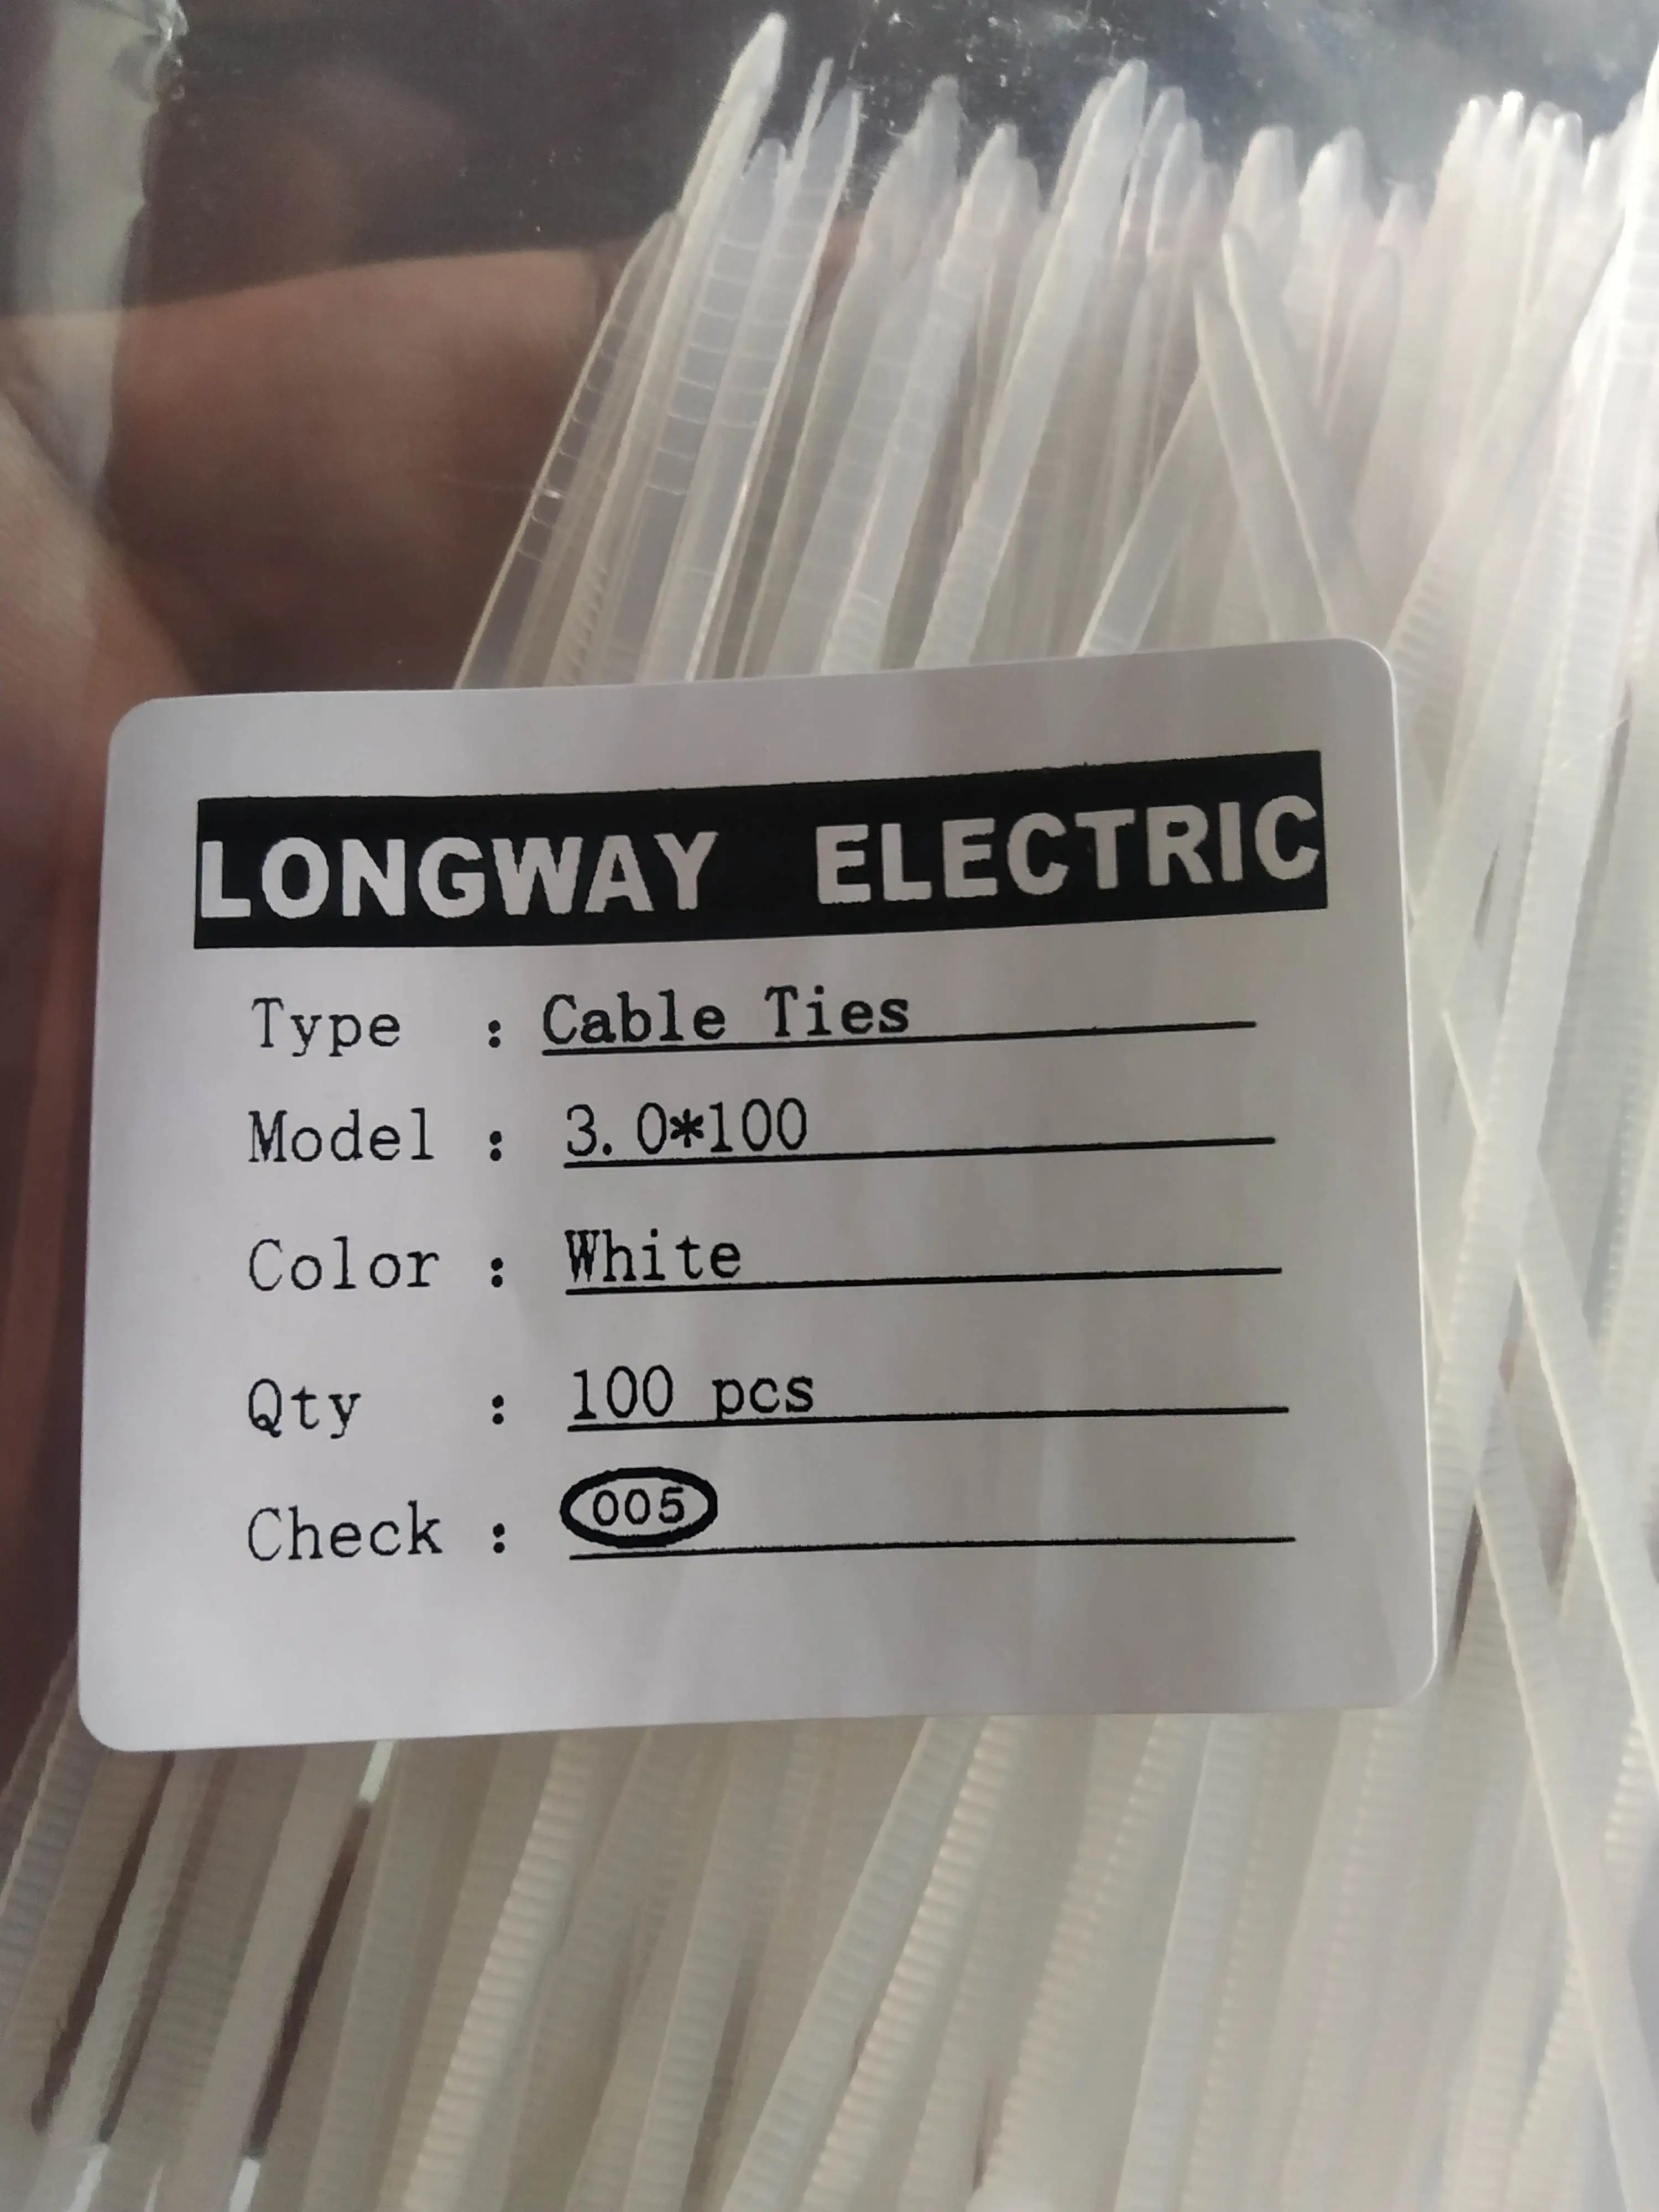 LONGWAY ELECTRIC
Type : Cable Ties
Model : 3.0*100
Color : White
Qty : 100 pcs
Check : 005